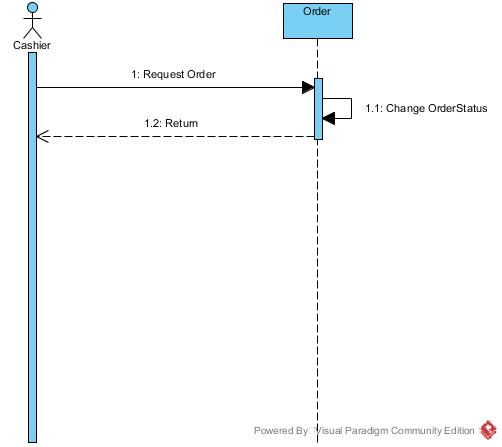 Order
Cashier
1: Request Order
1.1: Change OrderStatus
1.2: Return
Powered By Visual Paradigm Community Edition